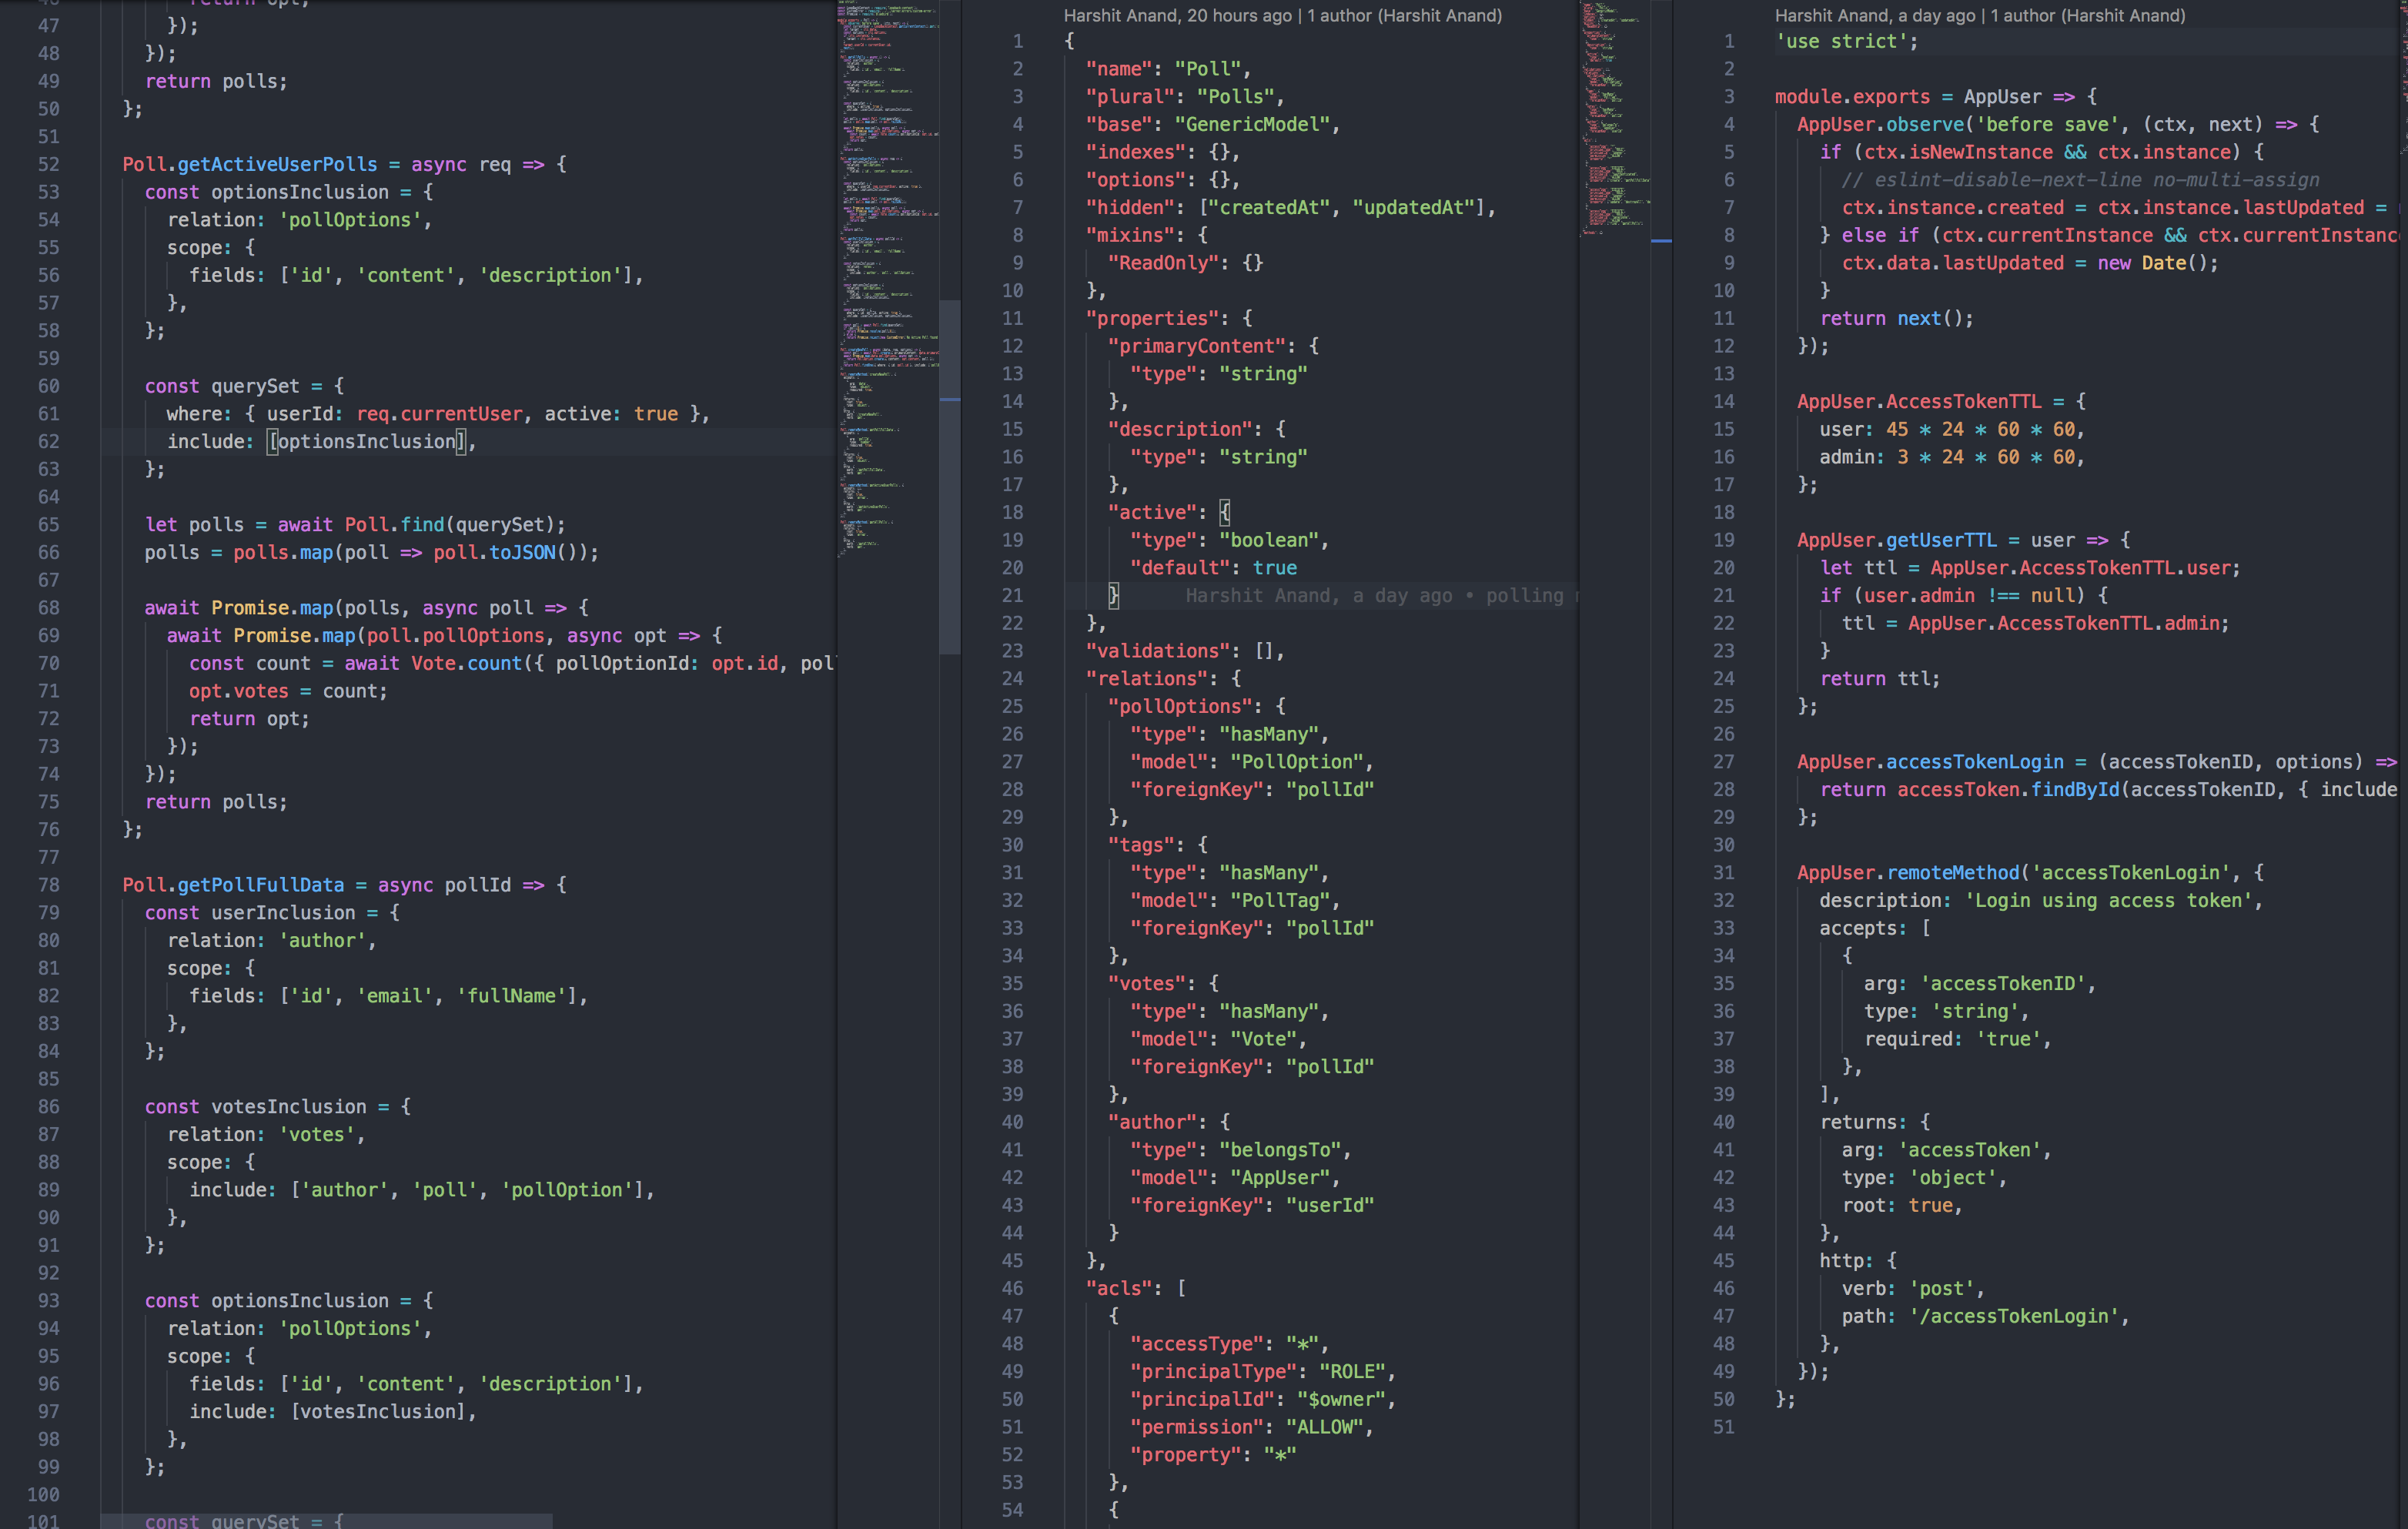 46 return opt;
47 });
48 });
49 return polls;
50 };
51
52 Poll.getActiveUserPolls = async req => {
53 const optionsInclusion = {
54 relation: 'pollOptions',
55 scope: {
56 fields: ['id', 'content', 'description'],
57 },
58 };
59
60 const querySet = {
61 where: { userId: req.currentUser, active: true },
62 include: [optionsInclusion],
63 };
64
65 let polls = await Poll.find(querySet);
66 polls = polls.map(poll => poll.toJSON());
67
68 await Promise.map(polls, async poll => {
69 await Promise.map(poll.pollOptions, async opt => {
70 const count = await Vote.count({ pollOptionId: opt.id, pol
71 opt.votes = count;
72 return opt;
73 });
74 });
75 return polls;
76 };
77
78 Poll.getPollFullData = async pollId => {
79 const userInclusion = {
80 relation: 'author',
81 scope: {
82 fields: ['id', 'email', 'fullName'],
83 },
84 };
85
86 const votesInclusion = {
87 relation: 'votes',
88 scope: {
89 include: ['author', 'poll', 'pollOption'],
90 },
91 };
92
93 const optionsInclusion = {
94 relation: 'pollOptions',
95 scope: {
96 fields: ['id', 'content', 'description'],
97 include: [votesInclusion],
98 },
99 };
100
101 const querySet = {
Harshit Anand, 20 hours ago | 1 author (Harshit Anand)
1 {
2 "name": "Poll",
3 "plural": "Polls",
4 "base": "GenericModel",
5 "indexes": {},
6 "options": {},
7 "hidden": ["createdAt", "updatedAt"],
8 "mixins": {
9 "ReadOnly": {}
10 },
11 "properties": {
12 "primaryContent": {
13 "type": "string"
14 },
15 "description": {
16 "type": "string"
17 },
18 "active": {
19 "type": "boolean",
20 "default": true
21 } Harshit Anand, a day ago • polling
22 },
23 "validations": [],
24 "relations": {
25 "pollOptions": {
26 "type": "hasMany",
27 "model": "PollOption",
28 "foreignKey": "pollId"
29 },
30 "tags": {
31 "type": "hasMany",
32 "model": "PollTag",
33 "foreignKey": "pollId"
34 },
35 "votes": {
36 "type": "hasMany",
37 "model": "Vote",
38 "foreignKey": "pollId"
39 },
40 "author": {
41 "type": "belongsTo",
42 "model": "AppUser",
43 "foreignKey": "userId"
44 }
45 },
46 "acls": [
47 {
48 "accessType": "*",
49 "principalType": "ROLE",
50 "principalId": "$owner",
51 "permission": "ALLOW",
52 "property": "*"
53 },
54 {
Harshit Anand, a day ago | 1 author (Harshit Anand)
1 'use strict';
2
3 module.exports = AppUser => {
4 AppUser.observe('before save', (ctx, next) => {
5 if (ctx.isNewInstance && ctx.instance) {
6 // eslint-disable-next-line no-multi-assign
7 ctx.instance.created = ctx.instance.lastUpdated =
8 } else if (ctx.currentInstance && ctx.currentInstanc
9 ctx.data.lastUpdated = new Date();
10 }
11 return next();
12 });
13
14 AppUser.AccessTokenTTL = {
15 user: 45 * 24 * 60 * 60,
16 admin: 3 * 24 * 60 * 60,
17 };
18
19 AppUser.getUserTTL = user => {
20 let ttl = AppUser.AccessTokenTTL.user;
21 if (user.admin !== null) {
22 ttl = AppUser.AccessTokenTTL.admin;
23 }
24 return ttl;
25 };
26
27 AppUser.accessTokenLogin = (accessTokenID, options) =>
28 return accessToken.findById(accessTokenID, { include
29 };
30
31 AppUser.remoteMethod('accessTokenLogin', {
32 description: 'Login using access token',
33 accepts: [
34 {
35 arg: 'accessTokenID',
36 type: 'string',
37 required: 'true',
38 },
39 ],
40 returns: {
41 arg: 'accessToken',
42 type: 'object',
43 root: true,
44 },
45 http: {
46 verb: 'post',
47 path: '/accessTokenLogin',
48 },
49 });
50 };
51